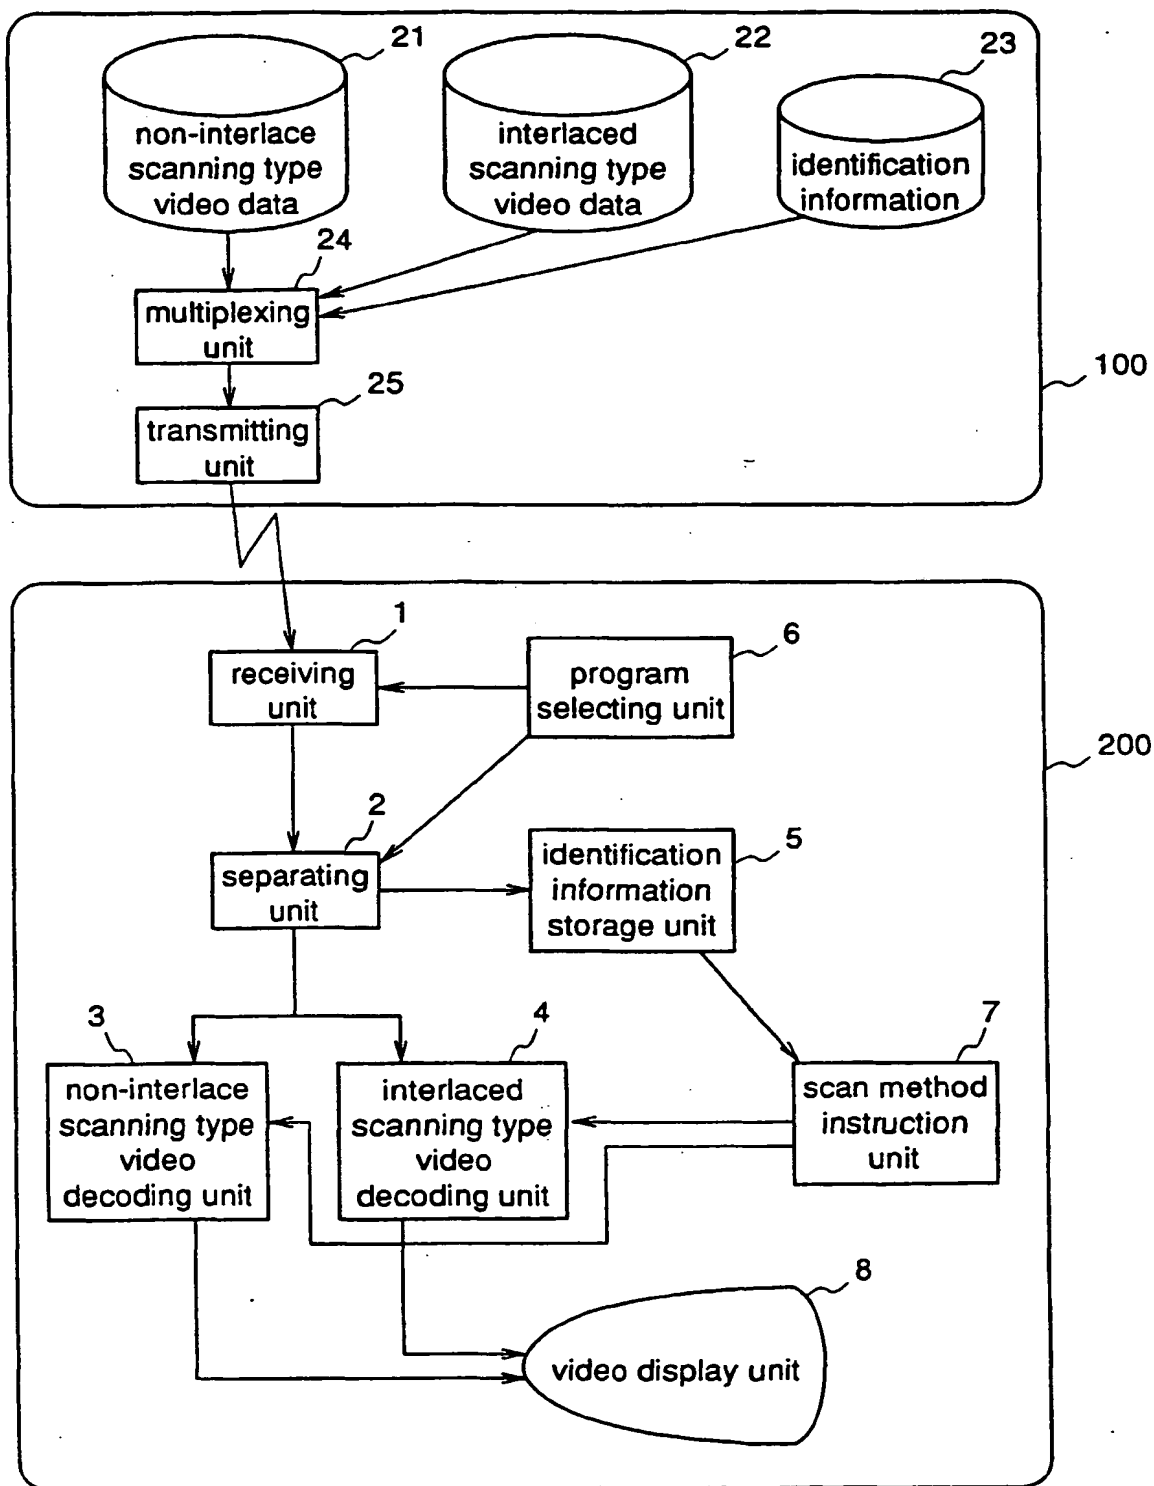 21
22
23
non-interlace
scanning type
video data
interlaced
scanning type
video data
identification
information
24
multiplexing
unit
100
25
transmitting
unit
1
receiving
unit
6
program
selecting unit
200
2
separating
unit
5
identification
information
storage unit
3
non-interlace
scanning type
video
decoding unit
4
interlaced
scanning type
video
decoding unit
7
scan method
instruction
unit
8
video display unit